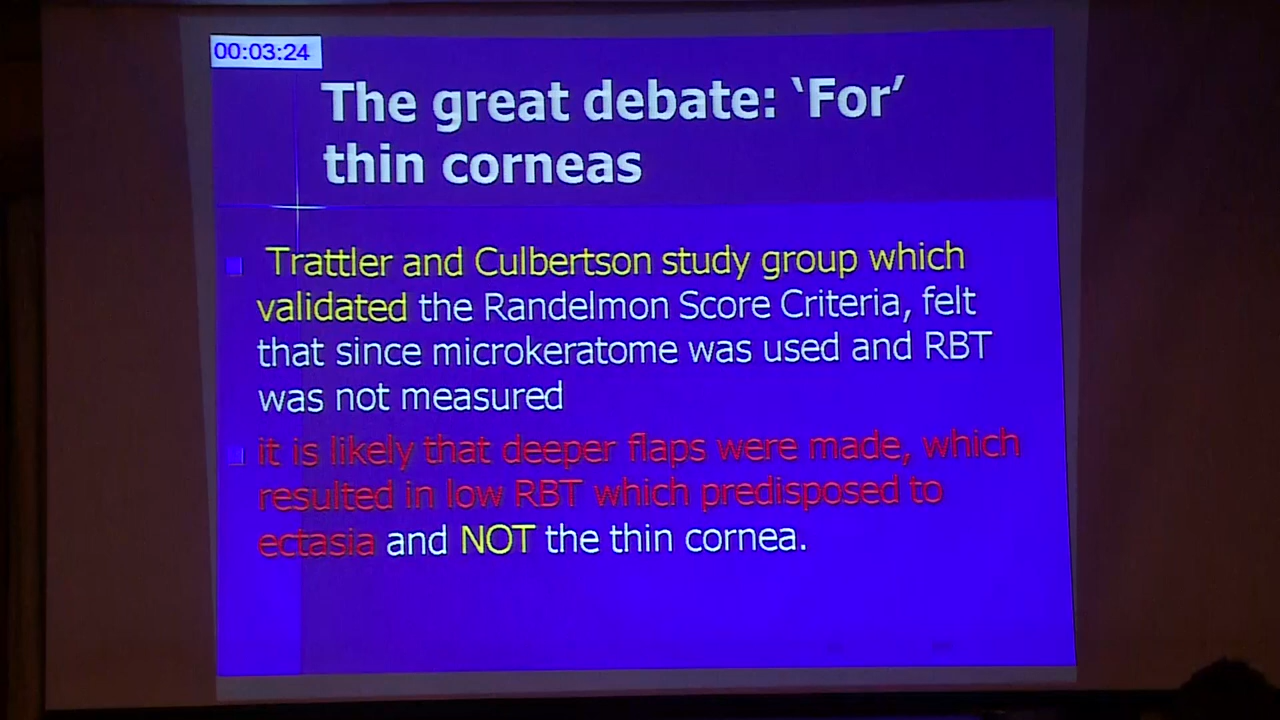 00:03:24
The great debate: ‘For’
thin corneas
Trattler and Culbertson study group which
validated the Randelmon Score Criteria, felt
that since microkeratome was used and RBT
was not measured
it is likely that deeper flaps were made, which
resulted in low RBT which predisposed to
ectasia and NOT the thin cornea.